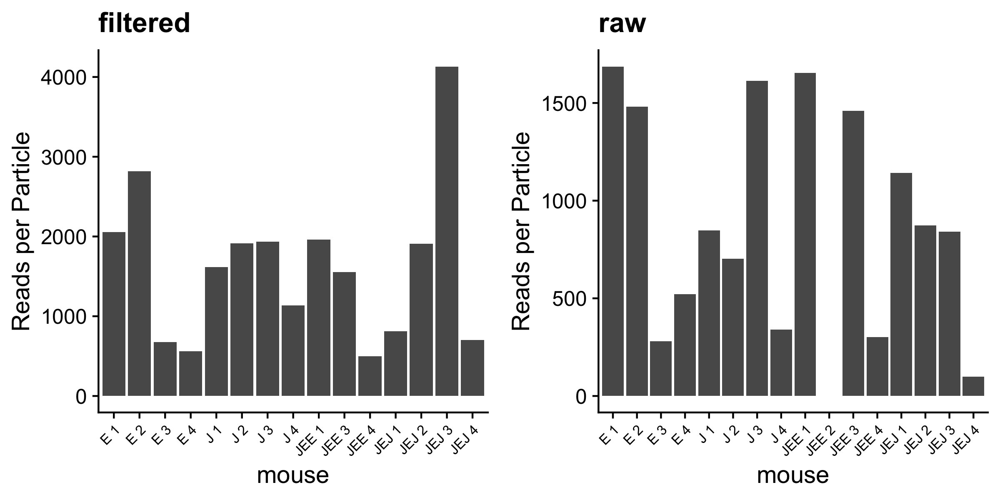 filtered
Reads per Particle
4000
3000
2000
1000
0
E 1
E 2
E 3
E 4
J 1
J 2
J 3
J 4
JEE 1
JEE 3
JEE 4
JEJ 1
JEJ 2
JEJ 3
JEJ 4
mouse
raw
Reads per Particle
1500
1000
500
0
E 1
E 2
E 3
E 4
J 1
J 2
J 3
J 4
JEE 1
JEE 2
JEE 3
JEE 4
JEJ 1
JEJ 2
JEJ 3
JEJ 4
mouse